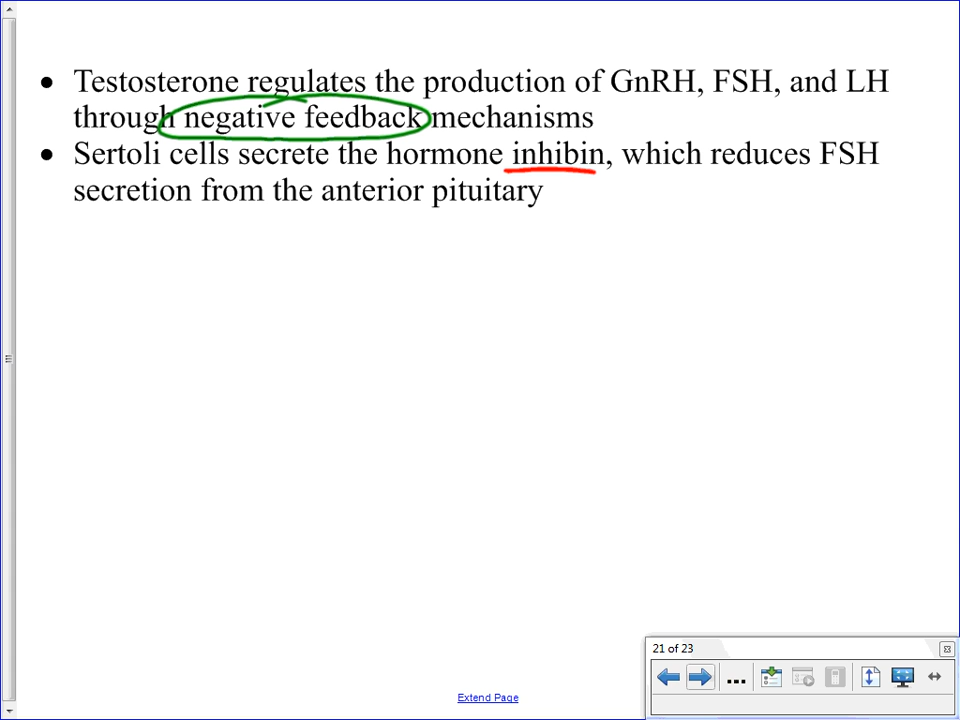 • Testosterone regulates the production of GnRH, FSH, and LH
through negative feedback mechanisms
• Sertoli cells secrete the hormone inhibin, which reduces FSH
secretion from the anterior pituitary
21 of 23
Extend Page